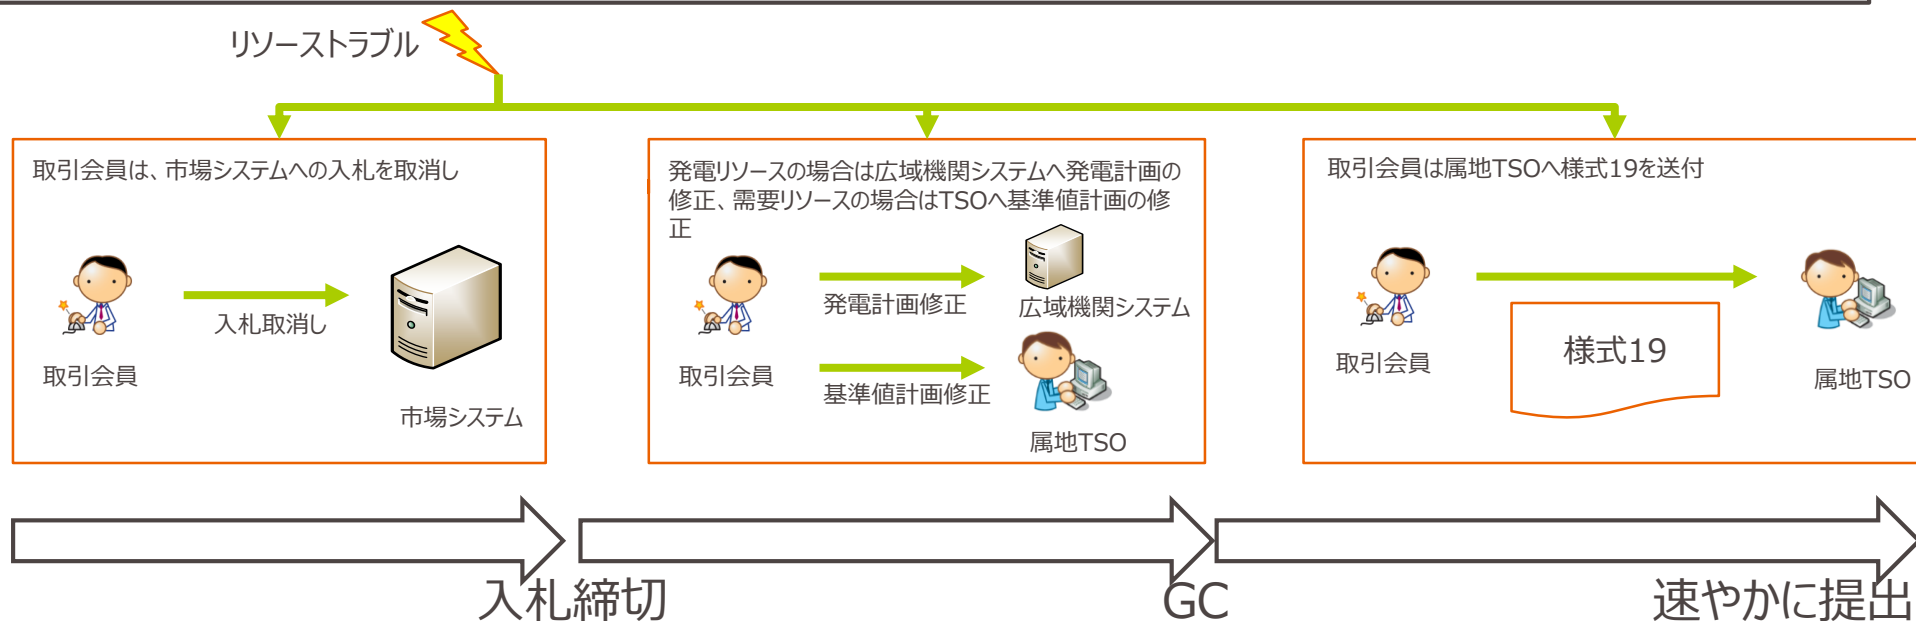 リソーストラブル
取引会員は、市場システムへの入札を取消し
入札取消し
取引会員
市場システム
発電リソースの場合は広域機関システムへ発電計画の
修正、需要リソースの場合はTSOへ基準値計画の修
正
発電計画修正
広域機関システム
取引会員
基準値計画修正
属地TSO
取引会員は属地TSOへ様式19を送付
取引会員
様式19
属地TSO
入札締切
GC
速やかに提出